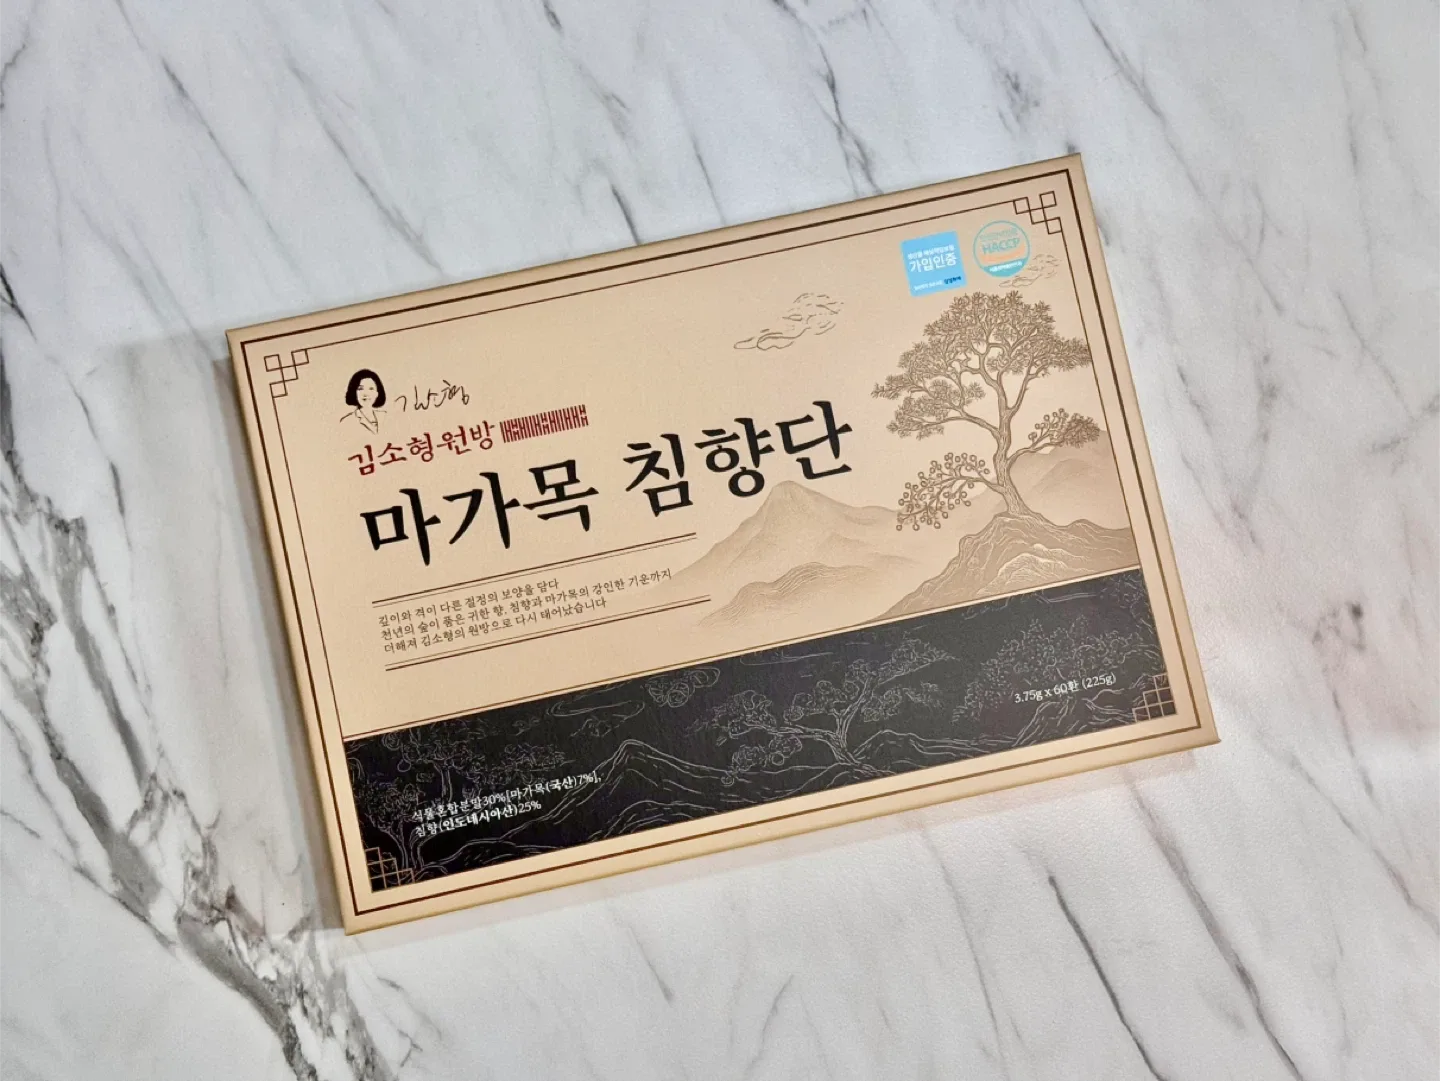 가입인증
HACCP
김소형
김소형원방
마가목 침향단
깊이와 격이 다른 절정의 보양을 담다
천년의 숲이 품은 귀한 향, 침향과 마가목의 강인한 기운까지
더해져 김소형의 원방으로 다시 태어났습니다
3.75g x 60환 (225g)
식물혼합분말30%[마가목(국산)7%],
침향(인도네시아산)25%